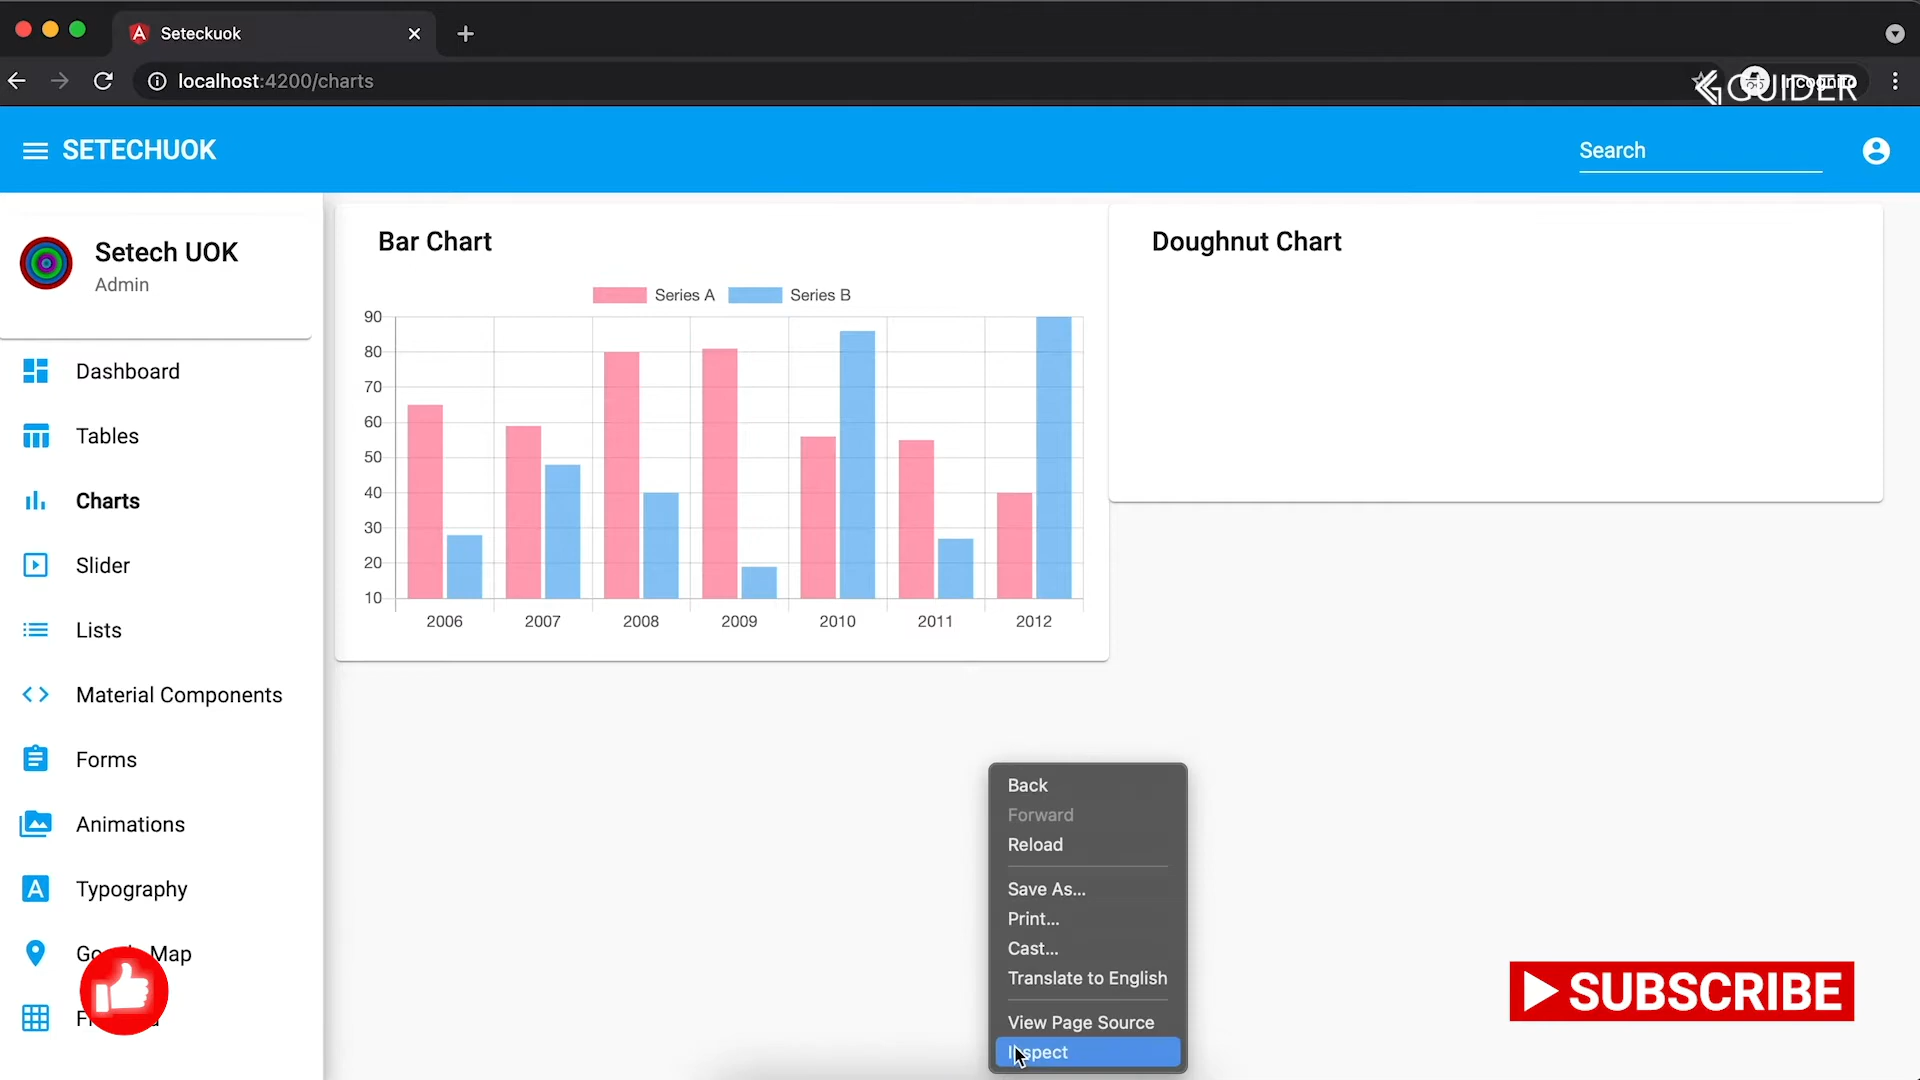 Seteckuok
localhost:4200/charts
GUIDER
SETECHUOK
Search
Setech UOK
Admin
Dashboard
Tables
Charts
Slider
Lists
Material Components
Forms
Animations
Typography
Map
Bar Chart
Series A
Series B
90
80
70
60
50
40
30
20
10
2006
2007
2008
2009
2010
2011
2012
Doughnut Chart
Back
Forward
Reload
Save As...
Print...
Cast...
Translate to English
View Page Source
Inspect
SUBSCRIBE